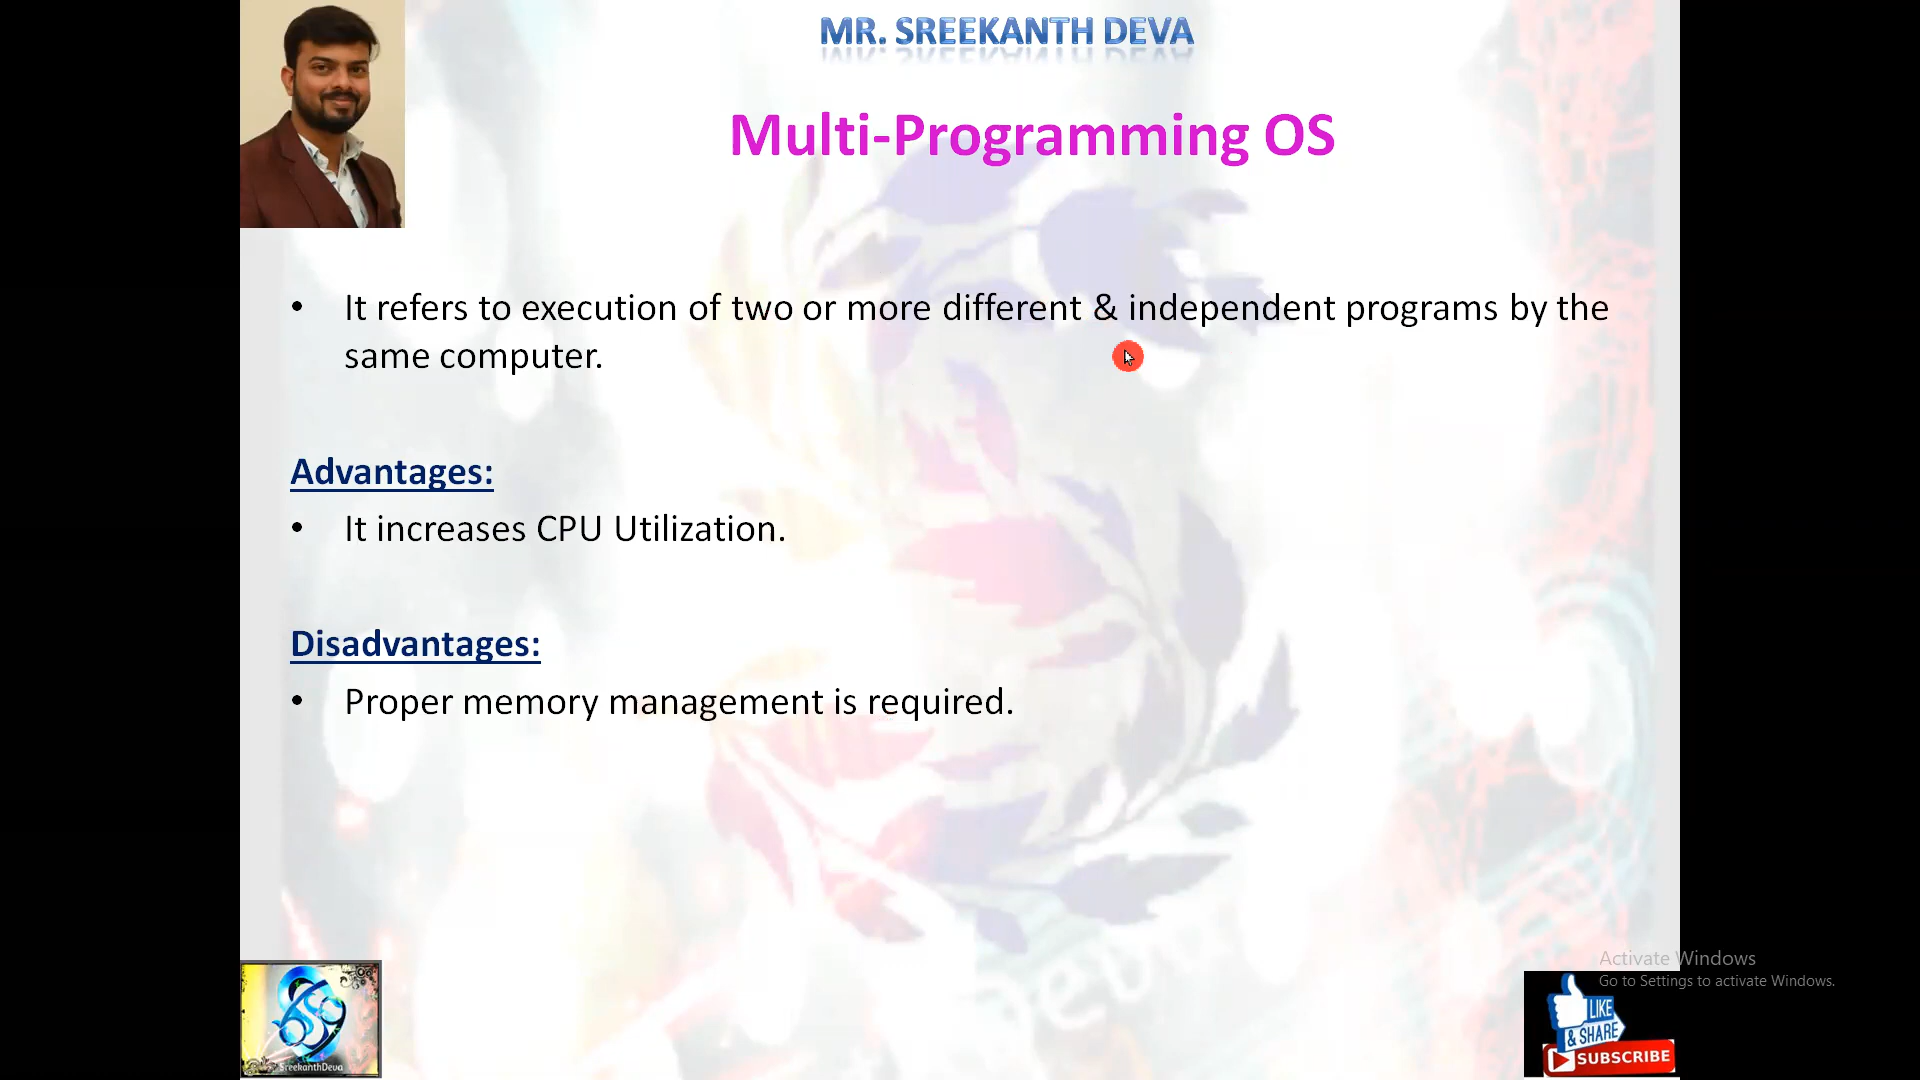 MR. SREEKANTH DEVA
Multi-Programming OS
• It refers to execution of two or more different & independent programs by the
same computer.
Advantages:
• It increases CPU Utilization.
Disadvantages:
• Proper memory management is required.
Activate Windows
Go to Settings to activate Windows.
LIKE
& SHARE
SUBSCRIBE
SreekanthDeva